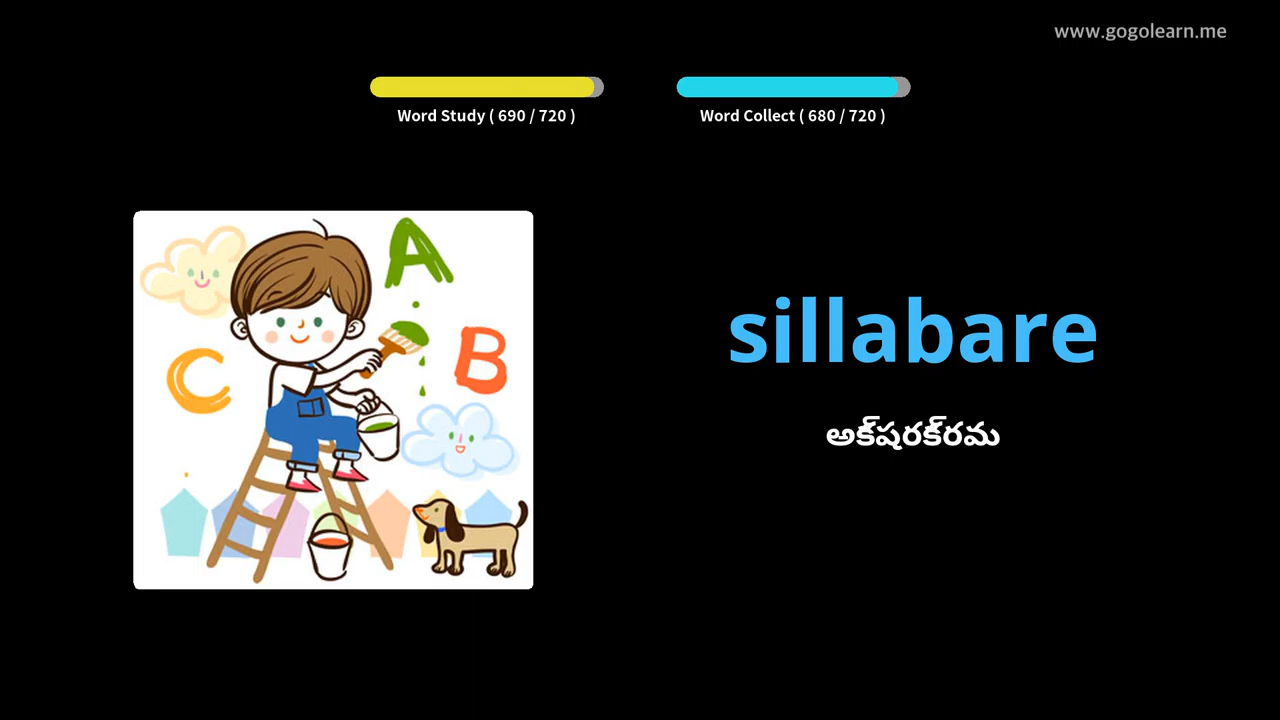 www.gogolearn.me
Word Study ( 690 / 720 )
Word Collect ( 680 / 720 )
A
B
C
sillabare
అక్‌షరక్‌రమ